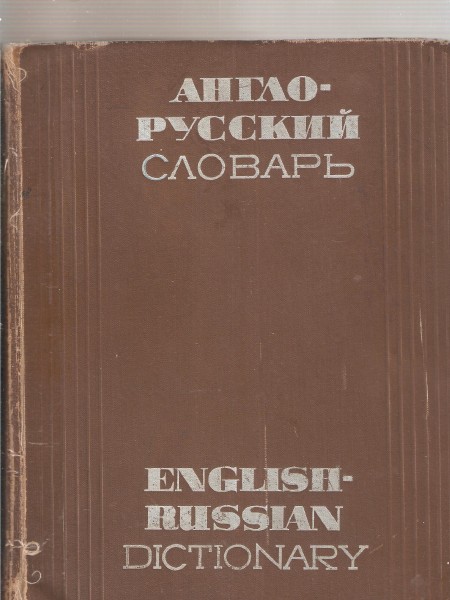 АНГЛО-
РУССКИЙ
СЛОВАРЬ
ENGLISH-
RUSSIAN
DICTIONARY